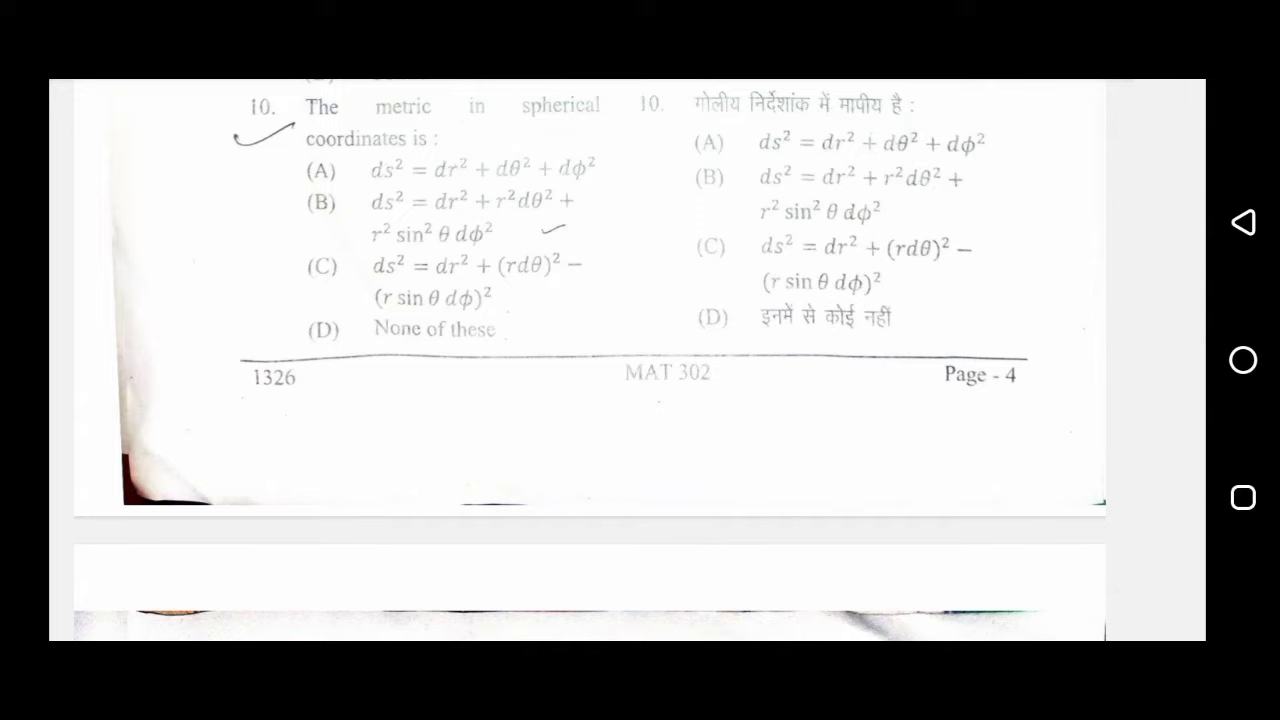 10. The metric in spherical
coordinates is :
(A) ds² = dr² + dθ² + dϕ²
(B) ds² = dr² + r²dθ² +
r² sin² θ dϕ²
(C) ds² = dr² + (rdθ)² −
(r sin θ dϕ)²
(D) None of these
10. गोलीय निर्देशांक में मापीय है :
(A) ds² = dr² + dθ² + dϕ²
(B) ds² = dr² + r²dθ² +
r² sin² θ dϕ²
(C) ds² = dr² + (rdθ)² −
(r sin θ dϕ)²
(D) इनमें से कोई नहीं
1326 MAT 302 Page - 4